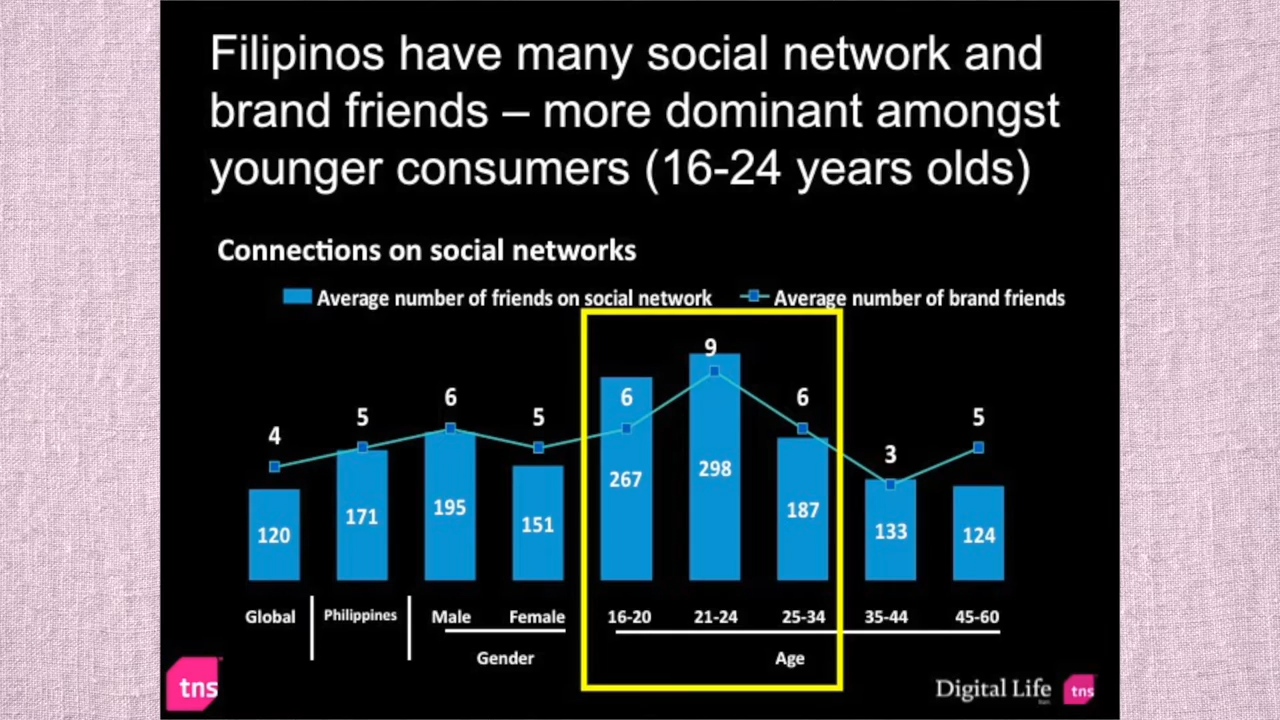 Filipinos have many social network and
brand friends – more dominant amongst
younger consumers (16-24 years olds)
Connections on social networks
Average number of friends on social network Average number of brand friends
4 5 6 5 6 9 6 3 5
120 171 195 151 267 298 187 133 124
Global Philippines Male Female 16-20 21-24 25-34 35-44 45-60
Gender Age
tns Digital Life tns